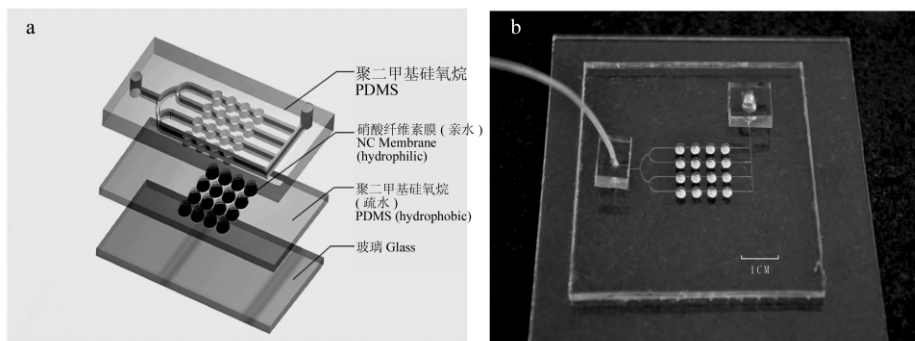 a
聚二甲基硅氧烷
PDMS
硝酸纤维素膜 ( 亲水 )
NC Membrane
(hydrophilic)
聚二甲基硅氧烷
( 疏水 )
PDMS (hydrophobic)
玻璃 Glass
b
1CM